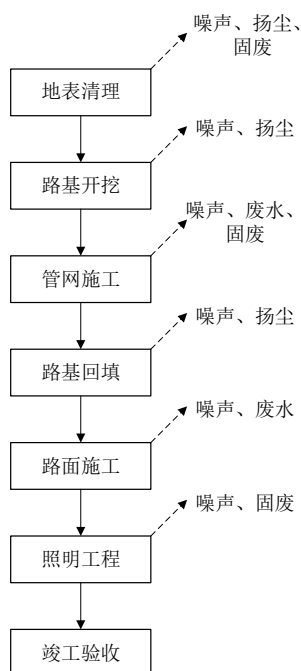 噪声、扬尘、
固废
地表清理
噪声、扬尘
路基开挖
噪声、废水、
固废
管网施工
噪声、扬尘
路基回填
噪声、废水
路面施工
噪声、固废
照明工程
竣工验收